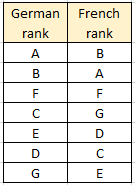 German rank French rank
A B
B A
F F
C G
E D
D C
G E